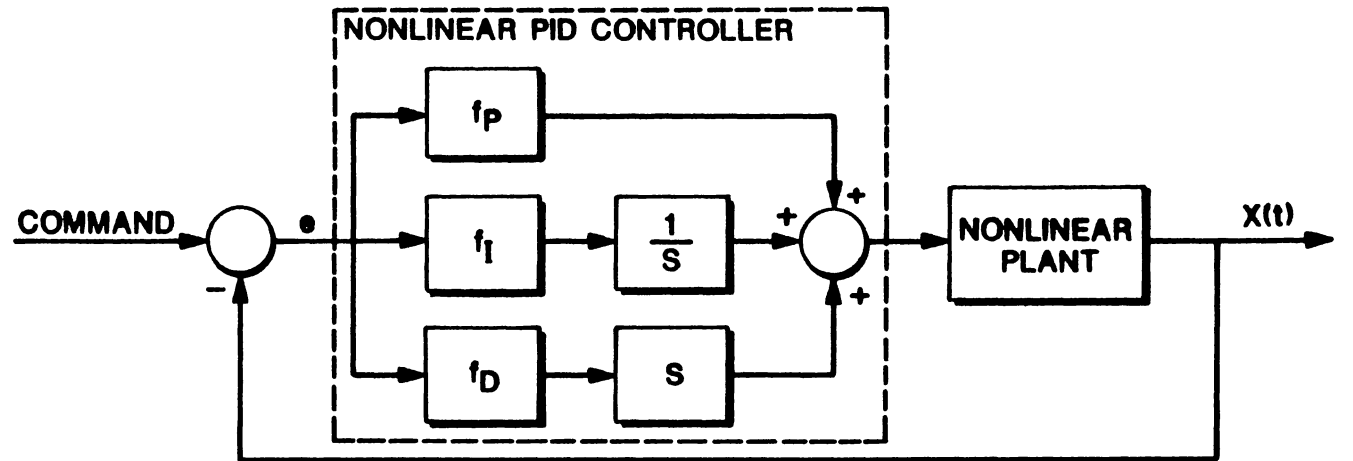 NONLINEAR PID CONTROLLER
fP
+
COMMAND
e
fI
1
S
+
NONLINEAR
PLANT
X(t)
−
+
fD
S